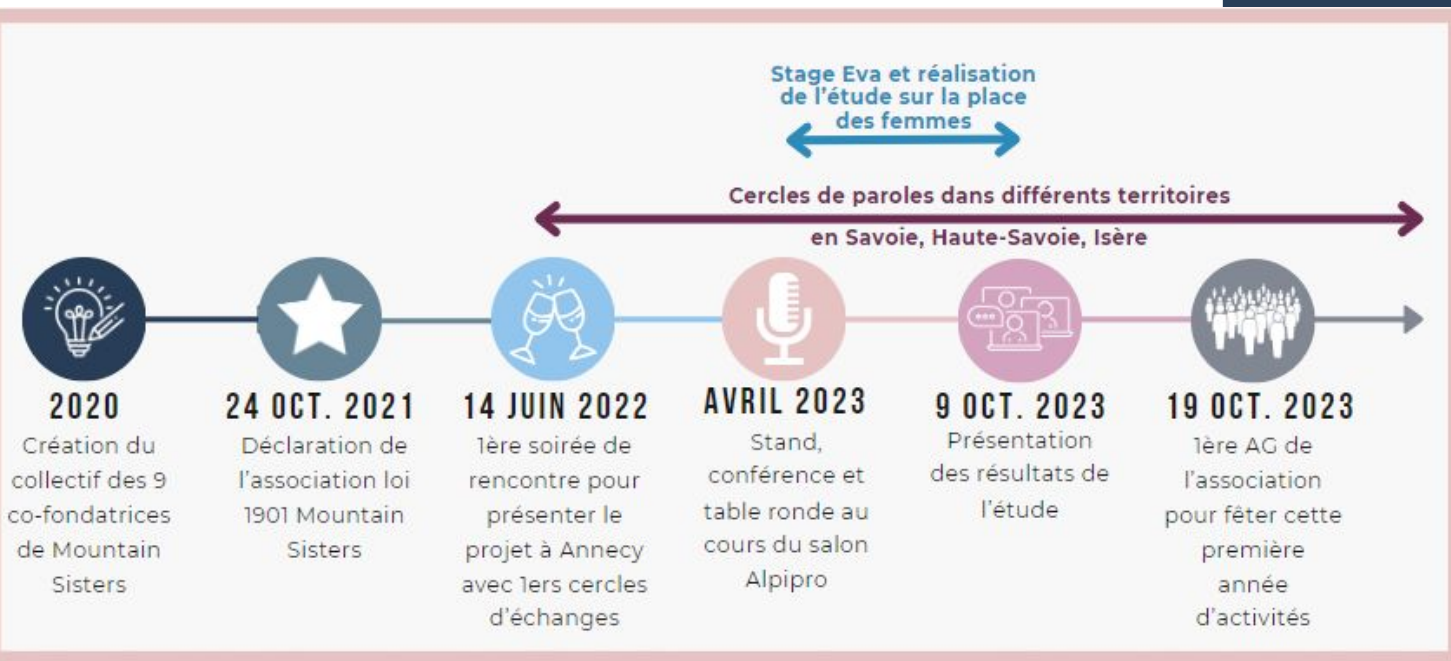 Stage Eva et réalisation
de l'étude sur la place
des femmes
Cercles de paroles dans différents territoires
en Savoie, Haute-Savoie, Isère
2020
Création du
collectif des 9
co-fondatrices
de Mountain
Sisters
24 OCT. 2021
Déclaration de
l'association loi
1901 Mountain
Sisters
14 JUIN 2022
1ère soirée de
rencontre pour
présenter le
projet à Annecy
avec 1ers cercles
d'échanges
AVRIL 2023
Stand,
conférence et
table ronde au
cours du salon
Alpipro
9 OCT. 2023
Présentation
des résultats de
l'étude
19 OCT. 2023
1ère AG de
l'association
pour fêter cette
première
année
d'activités